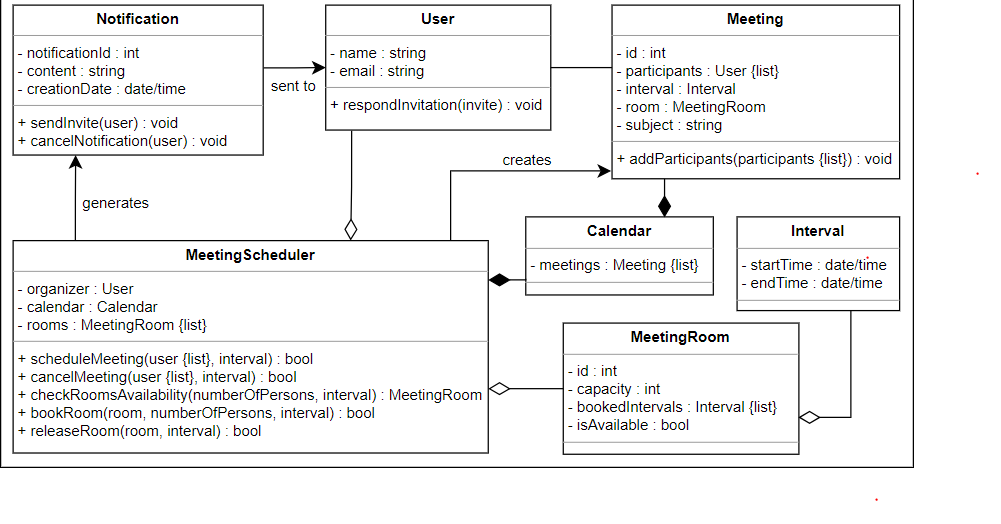 Notification
- notificationId : int
- content : string
- creationDate : date/time
+ sendInvite(user) : void
+ cancelNotification(user) : void
sent to
User
- name : string
- email : string
+ respondInvitation(invite) : void
Meeting
- id : int
- participants : User {list}
- interval : Interval
- room : MeetingRoom
- subject : string
+ addParticipants(participants {list}) : void
generates
creates
MeetingScheduler
- organizer : User
- calendar : Calendar
- rooms : MeetingRoom {list}
+ scheduleMeeting(user {list}, interval) : bool
+ cancelMeeting(user {list}, interval) : bool
+ checkRoomsAvailability(numberOfPersons, interval) : MeetingRoom
+ bookRoom(room, numberOfPersons, interval) : bool
+ releaseRoom(room, interval) : bool
Calendar
- meetings : Meeting {list}
Interval
- startTime : date/time
- endTime : date/time
MeetingRoom
- id : int
- capacity : int
- bookedIntervals : Interval {list}
- isAvailable : bool